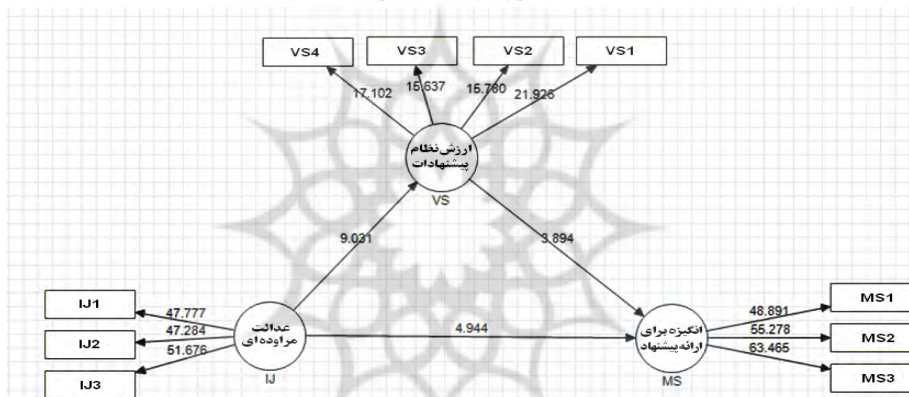 VS4 VS3 VS2 VS1
17.102 15.637 15.780 21.926
ارزش نظام
پیشنهادات
VS
9.031 3.894
IJ1 47.777
IJ2 47.284
IJ3 51.676
عدالت
مراوده ای
IJ
4.944
انگیزه برای
ارائه پیشنهاد
MS
48.891 MS1
55.278 MS2
63.465 MS3